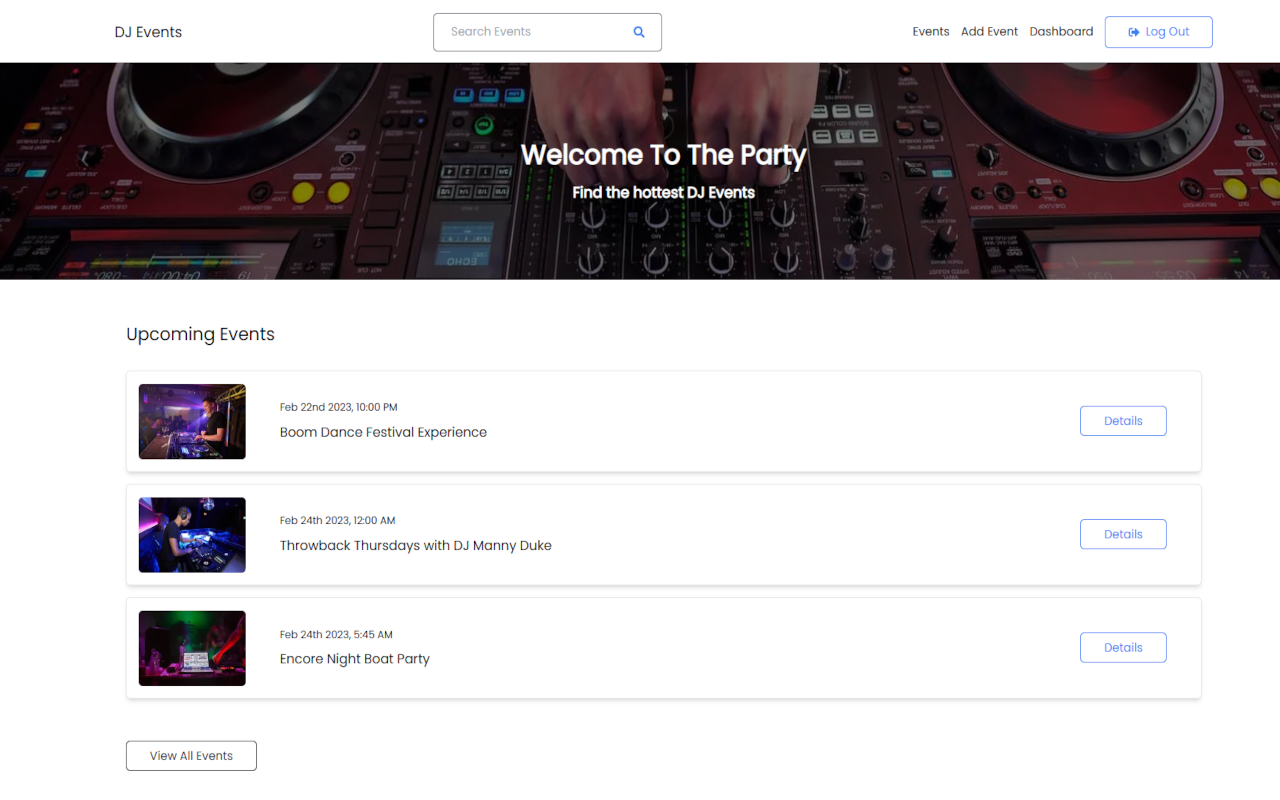 DJ Events
Search Events
Events Add Event Dashboard Log Out
Welcome To The Party
Find the hottest DJ Events
ECHO
Upcoming Events
Feb 22nd 2023, 10:00 PM
Boom Dance Festival Experience
Details
Feb 24th 2023, 12:00 AM
Throwback Thursdays with DJ Manny Duke
Details
Feb 24th 2023, 5:45 AM
Encore Night Boat Party
Details
View All Events